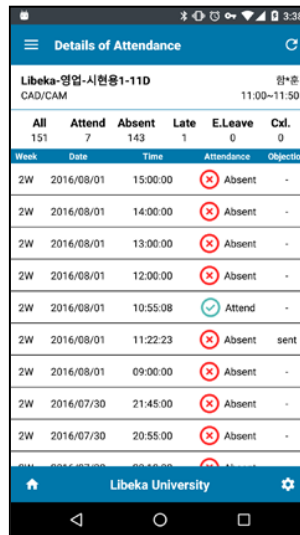 3:38
Details of Attendance
Libeka-영업-시현용1-11D 함*훈
CAD/CAM 11:00~11:50
All Attend Absent Late E.Leave Cxl.
151 7 143 1 0 0
Week Date Time Attendance Objection
2W 2016/08/01 15:00:00 Absent -
2W 2016/08/01 14:00:00 Absent -
2W 2016/08/01 13:00:00 Absent -
2W 2016/08/01 12:00:00 Absent -
2W 2016/08/01 10:55:08 Attend -
2W 2016/08/01 11:22:23 Absent sent
2W 2016/08/01 09:00:00 Absent -
2W 2016/07/30 21:45:00 Absent -
2W 2016/07/30 20:55:00 Absent -
Libeka University